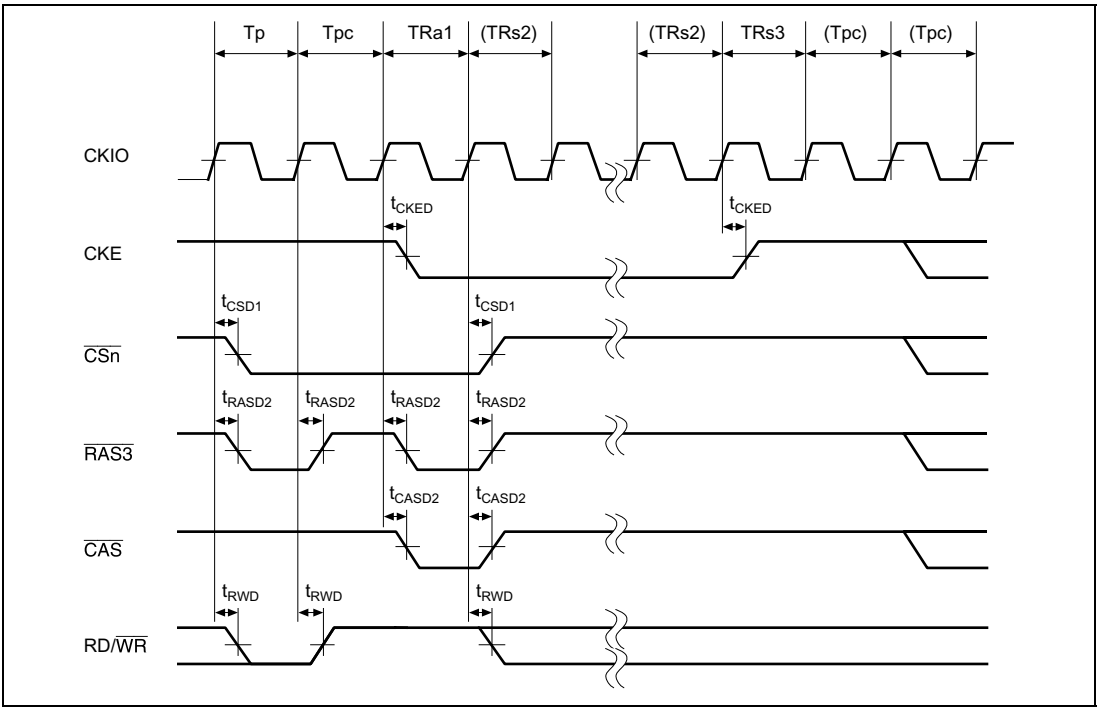 Tp Tpc TRa1 (TRs2) (TRs2) TRs3 (Tpc) (Tpc)
CKIO
tCKED tCKED
CKE
tCSD1 tCSD1
CSn
tRASD2 tRASD2 tRASD2 tRASD2
RAS3
tCASD2 tCASD2
CAS
tRWD tRWD tRWD
RD/WR